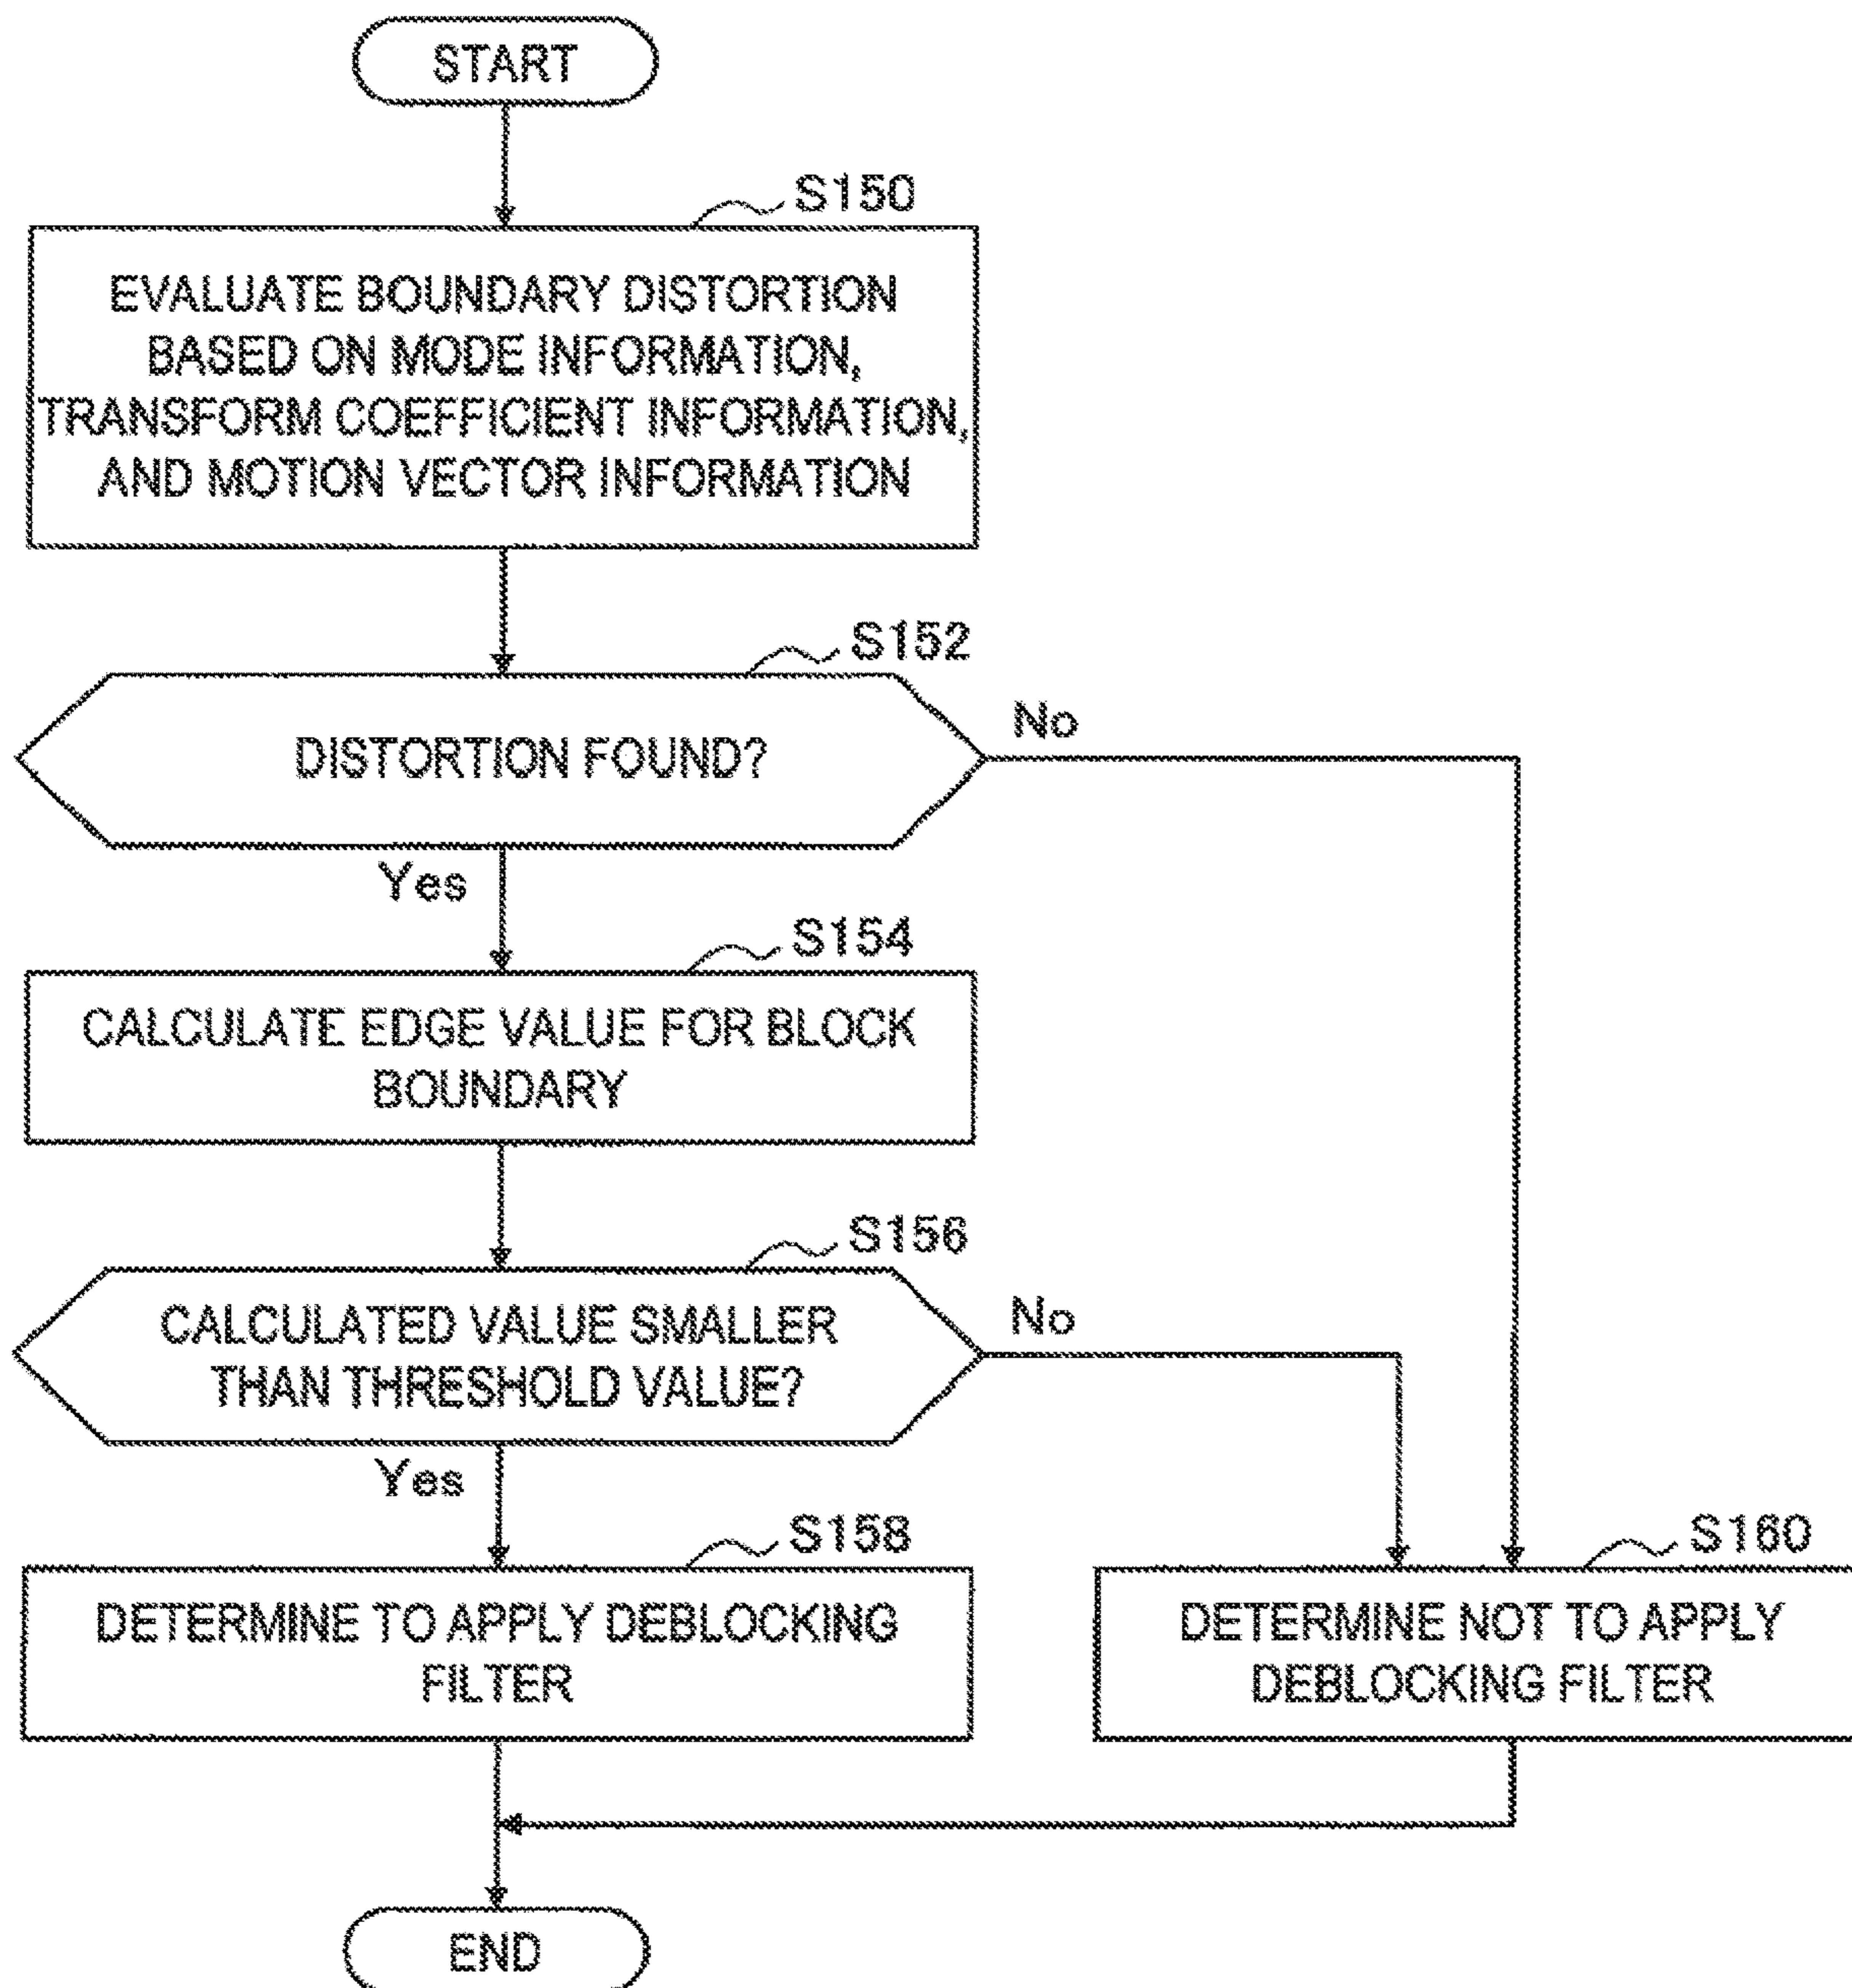 START
S150
EVALUATE BOUNDARY DISTORTION
BASED ON MODE INFORMATION,
TRANSFORM COEFFICIENT INFORMATION,
AND MOTION VECTOR INFORMATION
S152
DISTORTION FOUND?
No
Yes
S154
CALCULATE EDGE VALUE FOR BLOCK
BOUNDARY
S156
CALCULATED VALUE SMALLER
THAN THRESHOLD VALUE?
No
Yes
S158
DETERMINE TO APPLY DEBLOCKING
FILTER
S160
DETERMINE NOT TO APPLY
DEBLOCKING FILTER
END